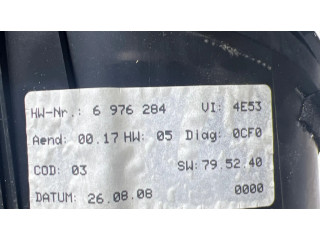 HW-Nr.: 6 976 284 VI: 4E53
Aend: 00.17 HW: 05 Diag: 0CF0
COD: 03 SW: 79.52.40
DATUM: 26.08.08 0000